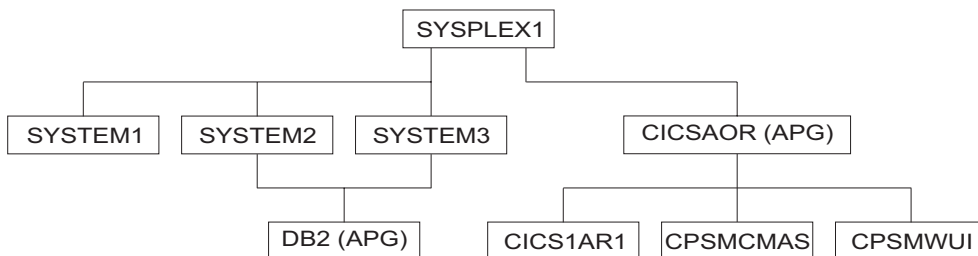 SYSPLEX1
SYSTEM1
SYSTEM2
SYSTEM3
CICSAOR (APG)
DB2 (APG)
CICS1AR1
CPSMCMAS
CPSMWUI